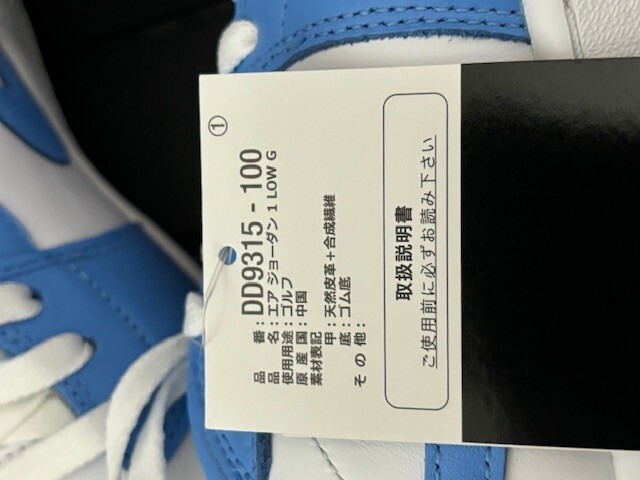 ①
品 番：DD9315 - 100
品 名：エア ジョーダン 1 LOW G
使用用途：ゴルフ
原 産 国：中国
素材表記
甲：天然皮革＋合成繊維
底：ゴム底
そ の 他：
取扱説明書
ご使用前に必ずお読み下さい